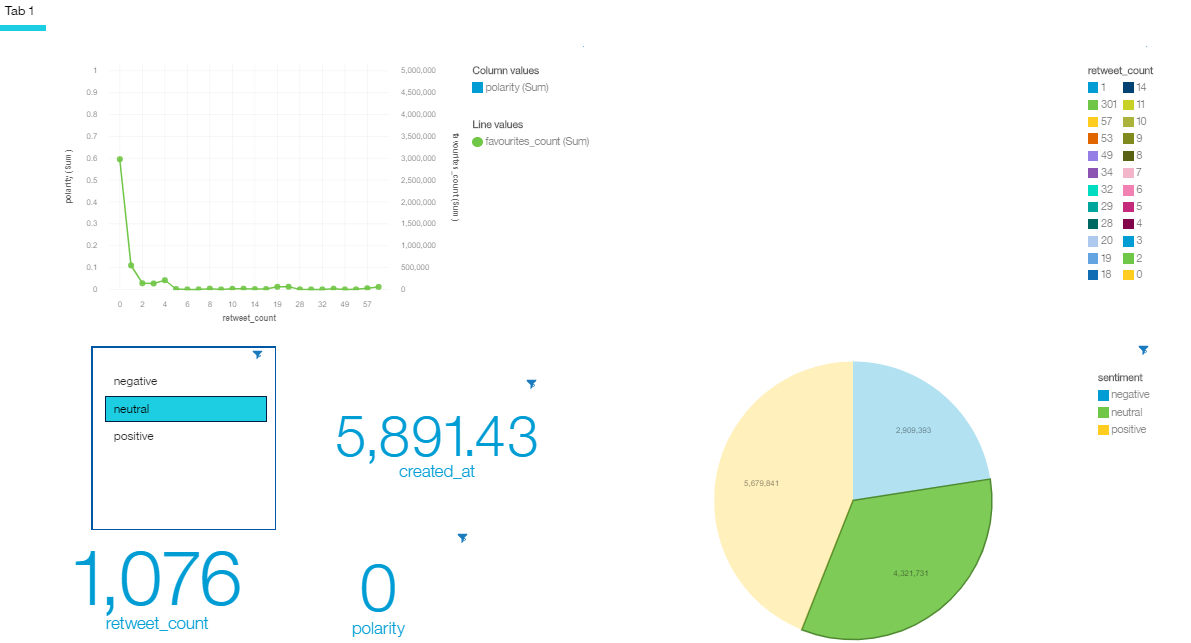 Tab 1
1
0.9
0.8
0.7
0.6
0.5
0.4
0.3
0.2
0.1
0
polarity (Sum)
5,000,000
4,500,000
4,000,000
3,500,000
3,000,000
2,500,000
2,000,000
1,500,000
1,000,000
500,000
0
favourites_count (Sum)
0 2 4 6 8 10 14 19 28 32 49 57
retweet_count
Column values
polarity (Sum)
Line values
favourites_count (Sum)
retweet_count
1 14
301 11
57 10
53 9
49 8
34 7
32 6
29 5
28 4
20 3
19 2
18 0
negative
neutral
positive
5,891.43
created_at
1,076
retweet_count
0
polarity
2,909,393
5,679,841
4,321,731
sentiment
negative
neutral
positive